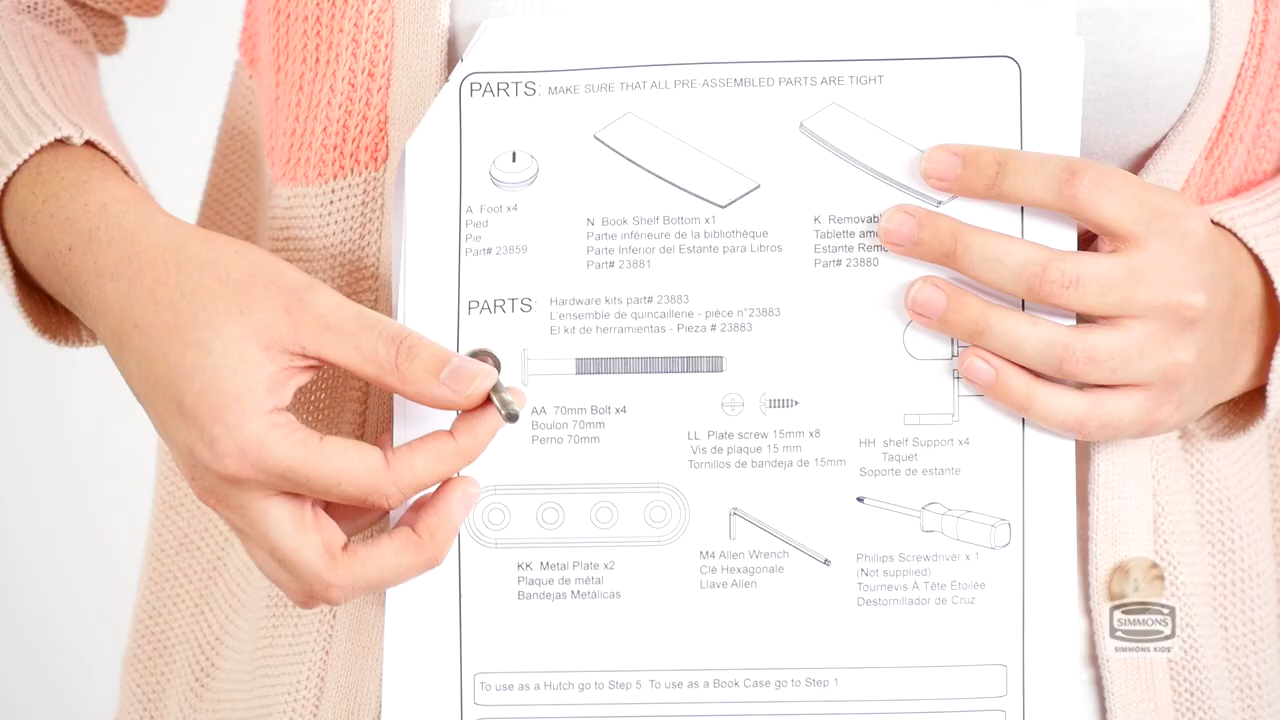 PARTS: MAKE SURE THAT ALL PRE-ASSEMBLED PARTS ARE TIGHT
A Foot x4
Pied
Pie
Part# 23859
N Book Shelf Bottom x1
Partie inférieure de la bibliothèque
Parte Inferior del Estante para Libros
Part# 23881
K
Tablette
Estante
Part# 23880
PARTS:
Hardware kits part# 23883
L'ensemble de quincaillerie - pièce n°23883
El kit de herramientas - Pieza # 23883
AA 70mm Bolt x4
Boulon 70mm
Perno 70mm
LL Plate screw 15mm x8
Vis de plaque 15 mm
Tornillos de bandeja de 15mm
HH shelf Support x4
Taquet
Soporte de estante
KK Metal Plate x2
Plaque de métal
Bandejas Metálicas
M4 Allen Wrench
Clé Hexagonale
Llave Allen
Phillips Screwdriver x 1
(Not supplied)
Tournevis À Tête Étoilée
Destornillador de Cruz
To use as a Hutch go to Step 5 To use as a Book Case go to Step 1
SIMMONS
SIMMONS KIDS